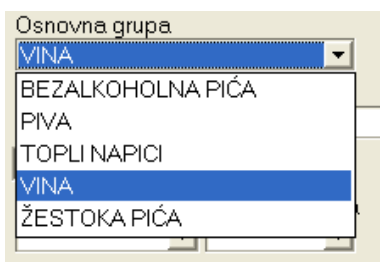 Osnovna grupa
VINA
BEZALKOHOLNA PIĆA
PIVA
TOPLI NAPICI
VINA
ŽESTOKA PIĆA